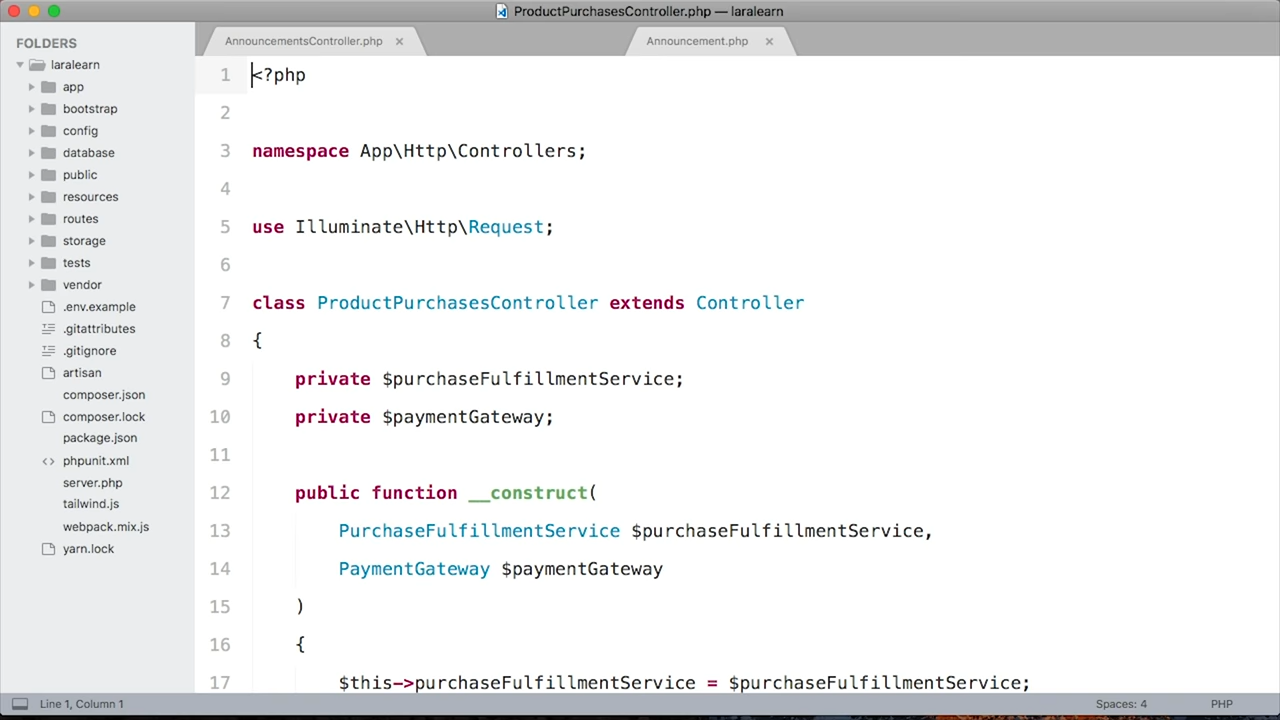 ProductPurchasesController.php — laralearn
FOLDERS
laralearn
app
bootstrap
config
database
public
resources
routes
storage
tests
vendor
.env.example
.gitattributes
.gitignore
artisan
composer.json
composer.lock
package.json
phpunit.xml
server.php
tailwind.js
webpack.mix.js
yarn.lock
AnnouncementsController.php ×
Announcement.php ×
1 <?php
2
3 namespace App\Http\Controllers;
4
5 use Illuminate\Http\Request;
6
7 class ProductPurchasesController extends Controller
8 {
9 private $purchaseFulfillmentService;
10 private $paymentGateway;
11
12 public function __construct(
13 PurchaseFulfillmentService $purchaseFulfillmentService,
14 PaymentGateway $paymentGateway
15 )
16 {
17 $this->purchaseFulfillmentService = $purchaseFulfillmentService;
Line 1, Column 1
Spaces: 4
PHP